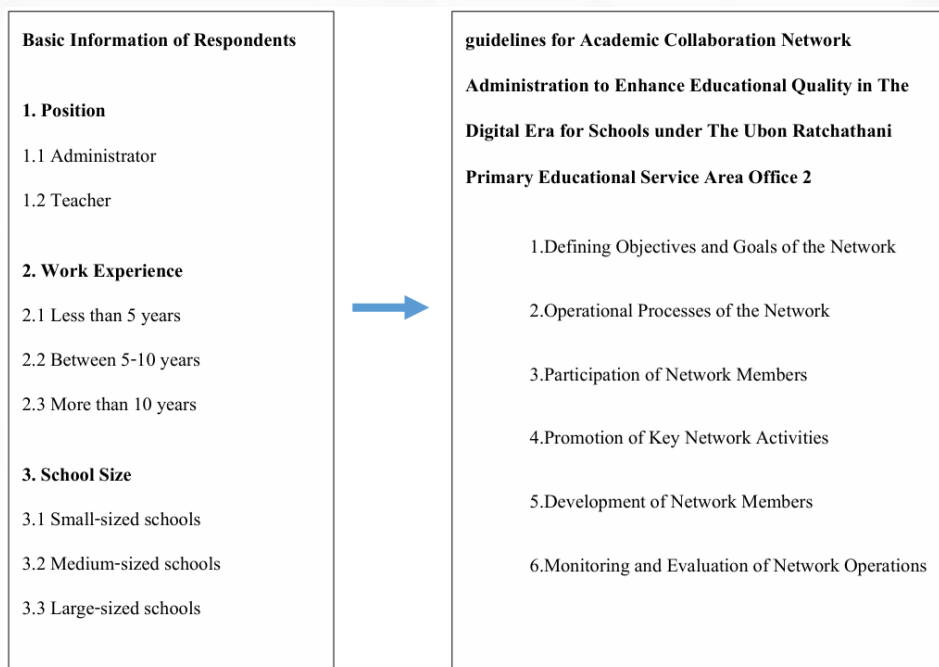 Basic Information of Respondents
1. Position
1.1 Administrator
1.2 Teacher
2. Work Experience
2.1 Less than 5 years
2.2 Between 5-10 years
2.3 More than 10 years
3. School Size
3.1 Small-sized schools
3.2 Medium-sized schools
3.3 Large-sized schools
guidelines for Academic Collaboration Network
Administration to Enhance Educational Quality in The
Digital Era for Schools under The Ubon Ratchathani
Primary Educational Service Area Office 2
1.Defining Objectives and Goals of the Network
2.Operational Processes of the Network
3.Participation of Network Members
4.Promotion of Key Network Activities
5.Development of Network Members
6.Monitoring and Evaluation of Network Operations